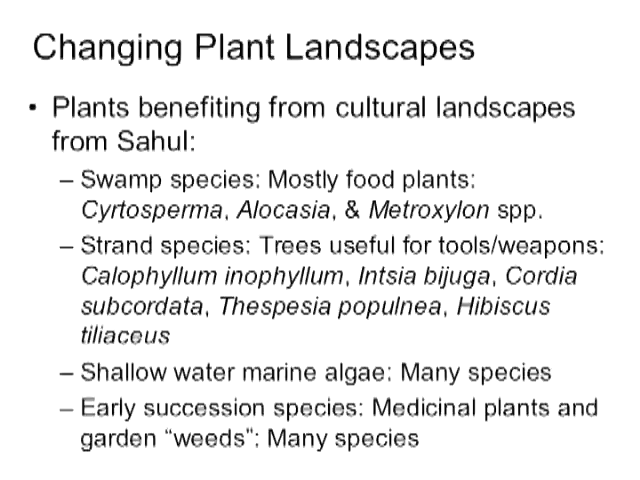 Changing Plant Landscapes
• Plants benefiting from cultural landscapes
from Sahul:
– Swamp species: Mostly food plants:
Cyrtosperma, Alocasia, & Metroxylon spp.
– Strand species: Trees useful for tools/weapons:
Calophyllum inophyllum, Intsia bijuga, Cordia
subcordata, Thespesia populnea, Hibiscus
tiliaceus
– Shallow water marine algae: Many species
– Early succession species: Medicinal plants and
garden “weeds”: Many species